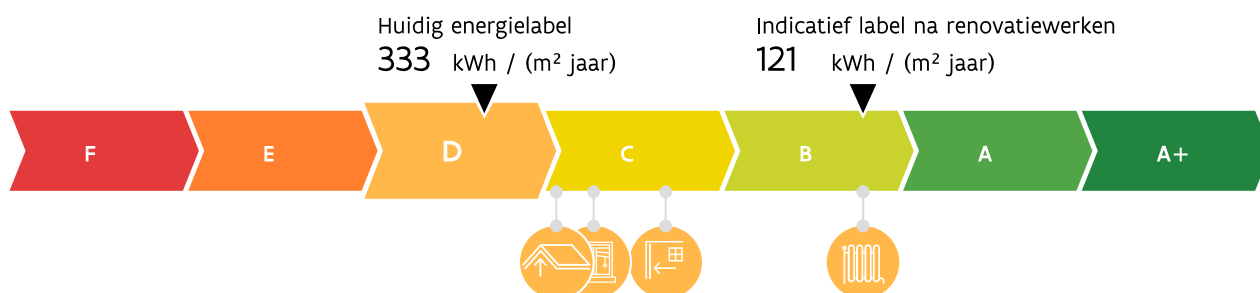 Huidig energielabel
333 kWh / (m² jaar)
Indicatief label na renovatiewerken
121 kWh / (m² jaar)
F E D C B A A+